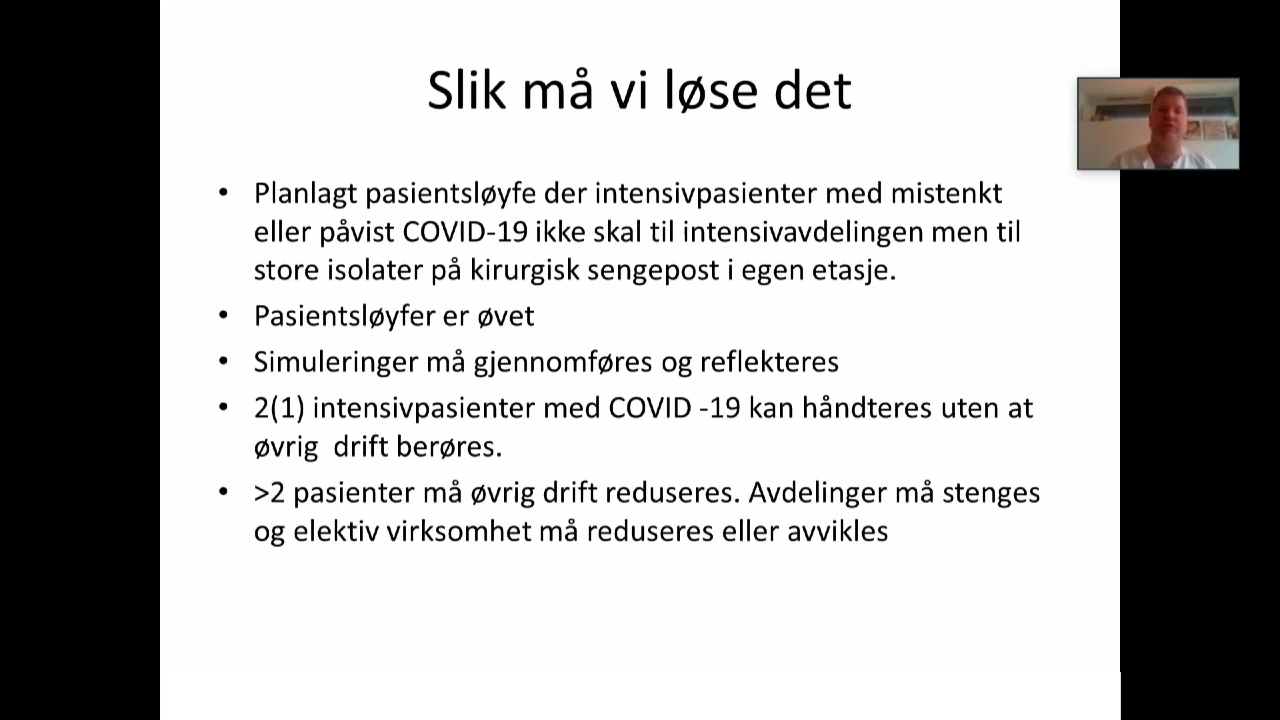 Slik må vi løse det
• Planlagt pasientsløyfe der intensivpasienter med mistenkt
eller påvist COVID-19 ikke skal til intensivavdelingen men til
store isolater på kirurgisk sengepost i egen etasje.
• Pasientsløyfer er øvet
• Simuleringer må gjennomføres og reflekteres
• 2(1) intensivpasienter med COVID -19 kan håndteres uten at
øvrig  drift berøres.
• >2 pasienter må øvrig drift reduseres. Avdelinger må stenges
og elektiv virksomhet må reduseres eller avvikles